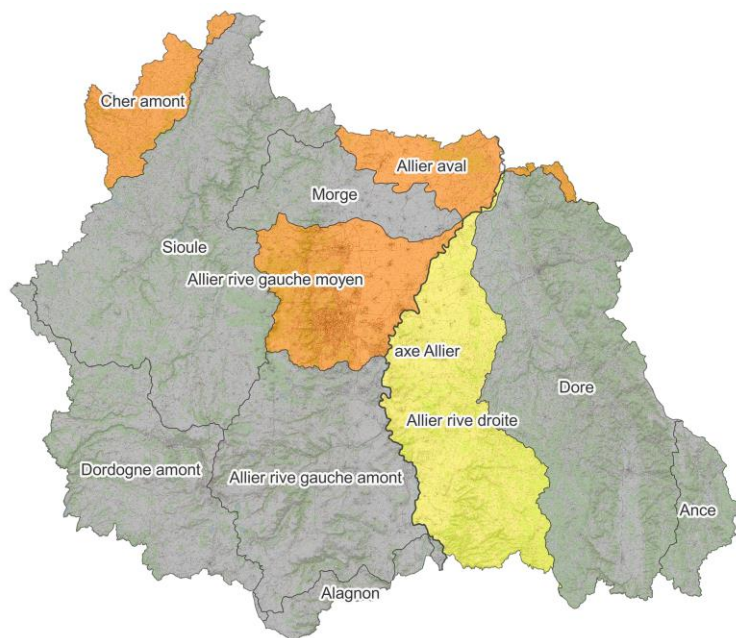 Cher amont
Allier aval
Morge
Sioule
Allier rive gauche moyen
axe Allier
Dore
Allier rive droite
Dordogne amont
Allier rive gauche amont
Ance
Alagnon